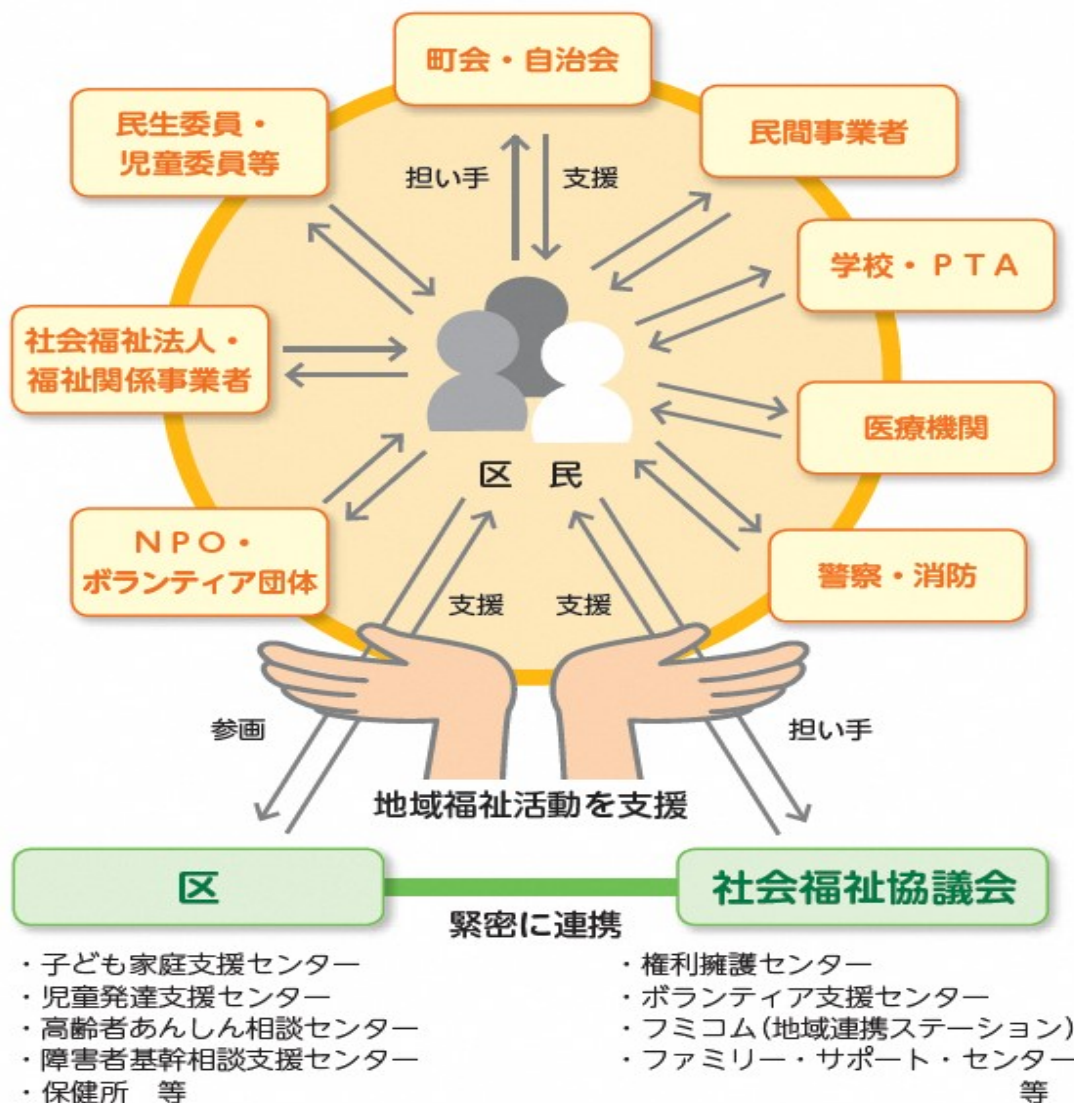 町会・自治会
民生委員・
児童委員等
民間事業者
担い手
支援
学校・ＰＴＡ
社会福祉法人・
福祉関係事業者
医療機関
区 民
ＮＰＯ・
ボランティア団体
警察・消防
支援
支援
参画
担い手
地域福祉活動を支援
区
社会福祉協議会
緊密に連携
・子ども家庭支援センター
・児童発達支援センター
・高齢者あんしん相談センター
・障害者基幹相談支援センター
・保健所　等
・権利擁護センター
・ボランティア支援センター
・フミコム(地域連携ステーション)
・ファミリー・サポート・センター
等